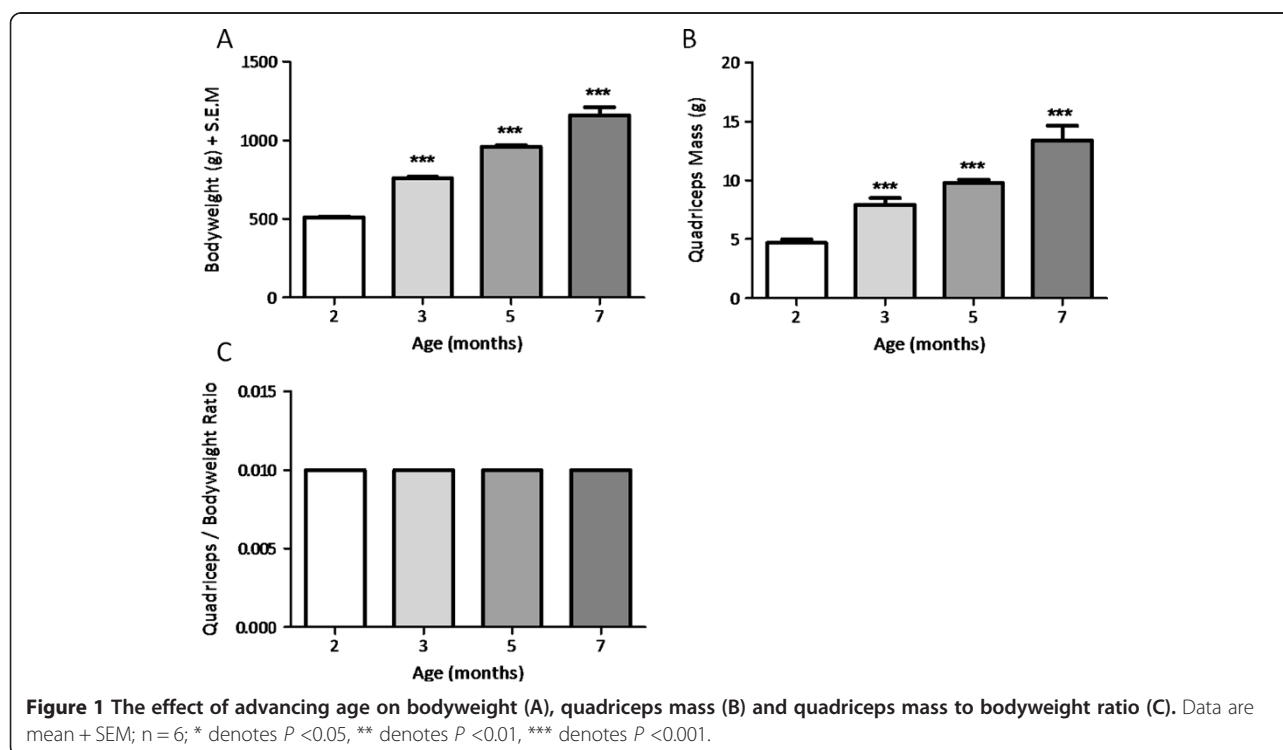 A
1500
1000
500
0
Bodyweight (g) + S.E.M
***
***
***
2 3 5 7
Age (months)
B
20
15
10
5
0
Quadriceps Mass (g)
***
***
***
2 3 5 7
Age (months)
C
0.015
0.010
0.005
0.000
Quadriceps / Bodyweight Ratio
2 3 5 7
Age (months)
Figure 1 The effect of advancing age on bodyweight (A), quadriceps mass (B) and quadriceps mass to bodyweight ratio (C). Data are
mean + SEM; n = 6; * denotes P <0.05, ** denotes P <0.01, *** denotes P <0.001.